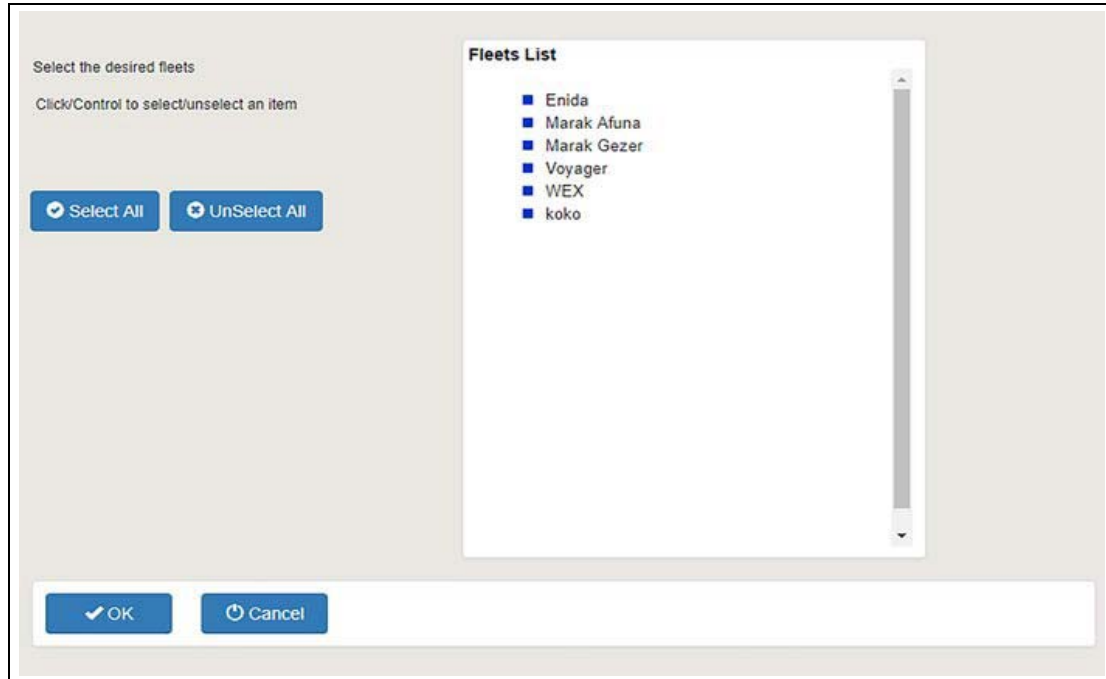 Select the desired fleets
Click/Control to select/unselect an item
Select All
UnSelect All
Fleets List
Enida
Marak Afuna
Marak Gezer
Voyager
WEX
koko
OK
Cancel